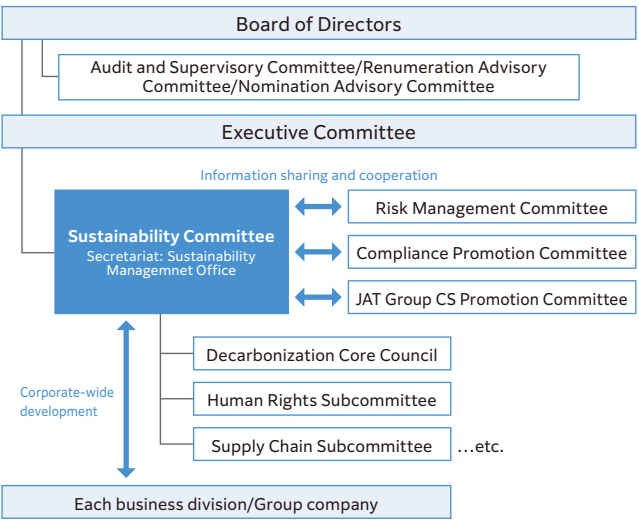 Board of Directors
Audit and Supervisory Committee/Renumeration Advisory
Committee/Nomination Advisory Committee
Executive Committee
Information sharing and cooperation
Sustainability Committee
Secretariat: Sustainability
Managemnet Office
Risk Management Committee
Compliance Promotion Committee
JAT Group CS Promotion Committee
Decarbonization Core Council
Human Rights Subcommittee
Supply Chain Subcommittee …etc.
Corporate-wide
development
Each business division/Group company